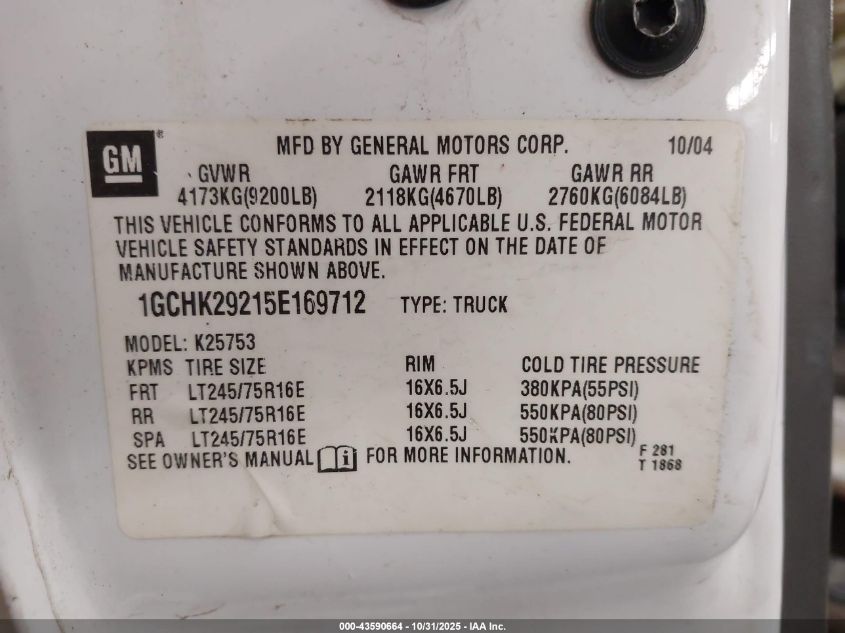 GM® MFD BY GENERAL MOTORS CORP. 10/04
GVWR GAWR FRT GAWR RR
4173KG(9200LB) 2118KG(4670LB) 2760KG(6084LB)
THIS VEHICLE CONFORMS TO ALL APPLICABLE U.S. FEDERAL MOTOR
VEHICLE SAFETY STANDARDS IN EFFECT ON THE DATE OF
MANUFACTURE SHOWN ABOVE.
1GCHK29215E169712 TYPE: TRUCK
MODEL: K25753
KPMS TIRE SIZE RIM COLD TIRE PRESSURE
FRT LT245/75R16E 16X6.5J 380KPA(55PSI)
RR LT245/75R16E 16X6.5J 550KPA(80PSI)
SPA LT245/75R16E 16X6.5J 550KPA(80PSI)
SEE OWNER'S MANUAL i FOR MORE INFORMATION. F 281
T 1868
000-43590664 - 10/31/2025 - IAA Inc.